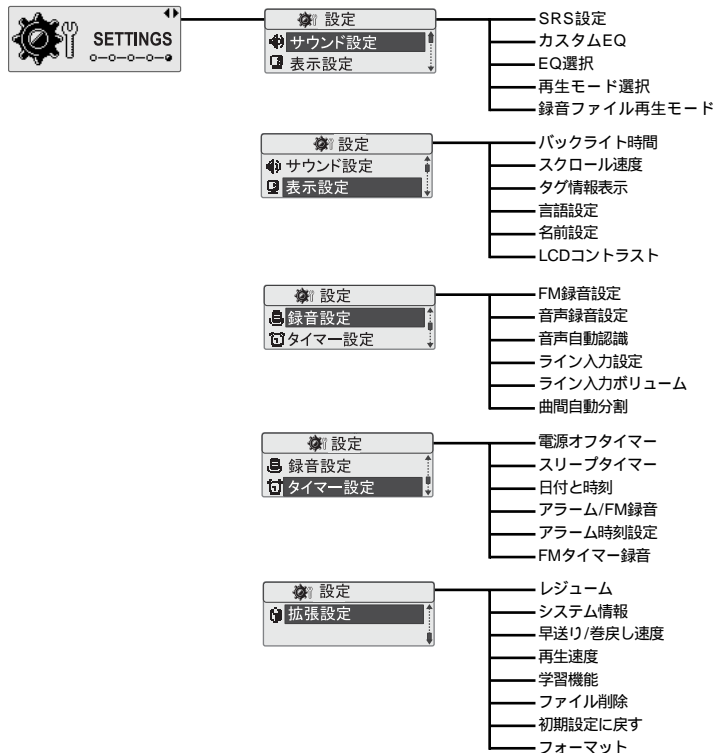 SETTINGS
設定
サウンド設定
表示設定
SRS設定
カスタムEQ
EQ選択
再生モード選択
録音ファイル再生モード
設定
サウンド設定
表示設定
バックライト時間
スクロール速度
タグ情報表示
言語設定
名前設定
LCDコントラスト
設定
録音設定
タイマー設定
FM録音設定
音声録音設定
音声自動認識
ライン入力設定
ライン入力ボリューム
曲間自動分割
設定
録音設定
タイマー設定
電源オフタイマー
スリープタイマー
日付と時刻
アラーム/FM録音
アラーム時刻設定
FMタイマー録音
設定
拡張設定
レジューム
システム情報
早送り/巻戻し速度
再生速度
学習機能
ファイル削除
初期設定に戻す
フォーマット